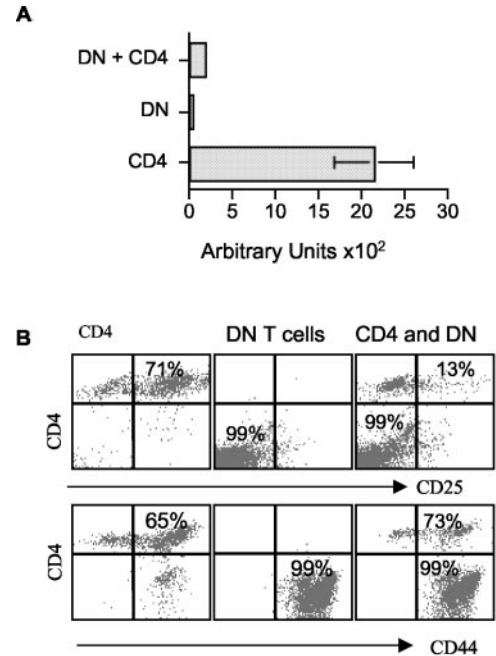 A
DN + CD4
DN
CD4
0 5 10 15 20 25 30
Arbitrary Units x10²
B
CD4 DN T cells CD4 and DN
CD4
71% 13%
99% 99%
CD25
CD4
65% 73%
99% 99%
CD44